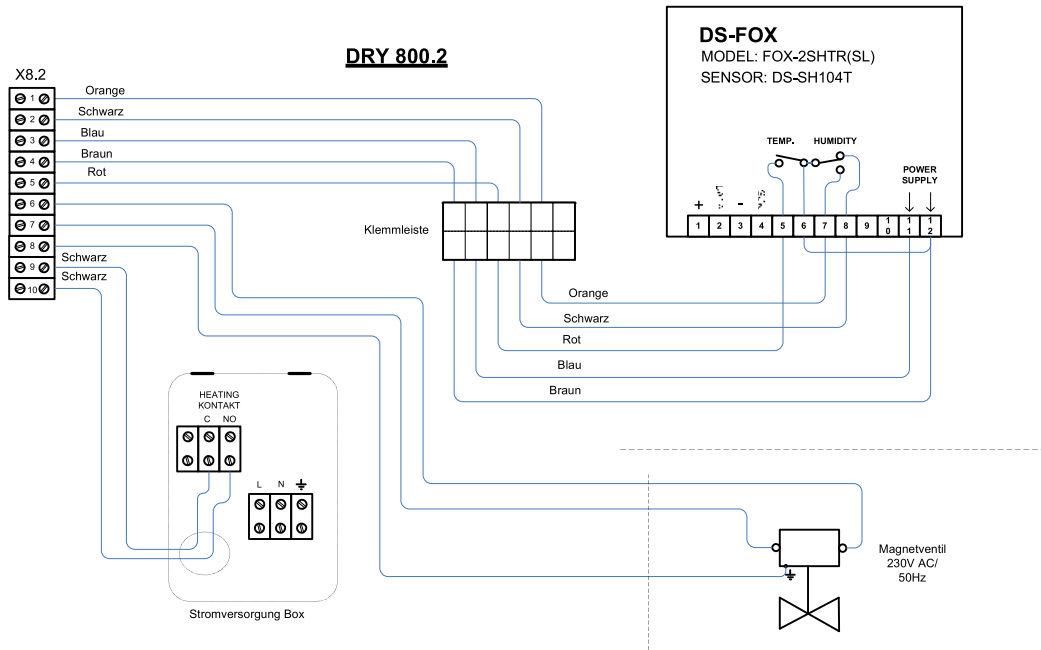 DRY 800.2
X8.2
1
2
3
4
5
6
7
8
9
10
Orange
Schwarz
Blau
Braun
Rot
Schwarz
Schwarz
Klemmleiste
DS-FOX
MODEL: FOX-2SHTR(SL)
SENSOR: DS-SH104T
TEMP.
HUMIDITY
POWER
SUPPLY
+
-
1
2
3
4
5
6
7
8
9
10
11
12
Orange
Schwarz
Rot
Blau
Braun
HEATING
KONTAKT
C
NO
L
N
Stromversorgung Box
Magnetventil
230V AC/
50Hz